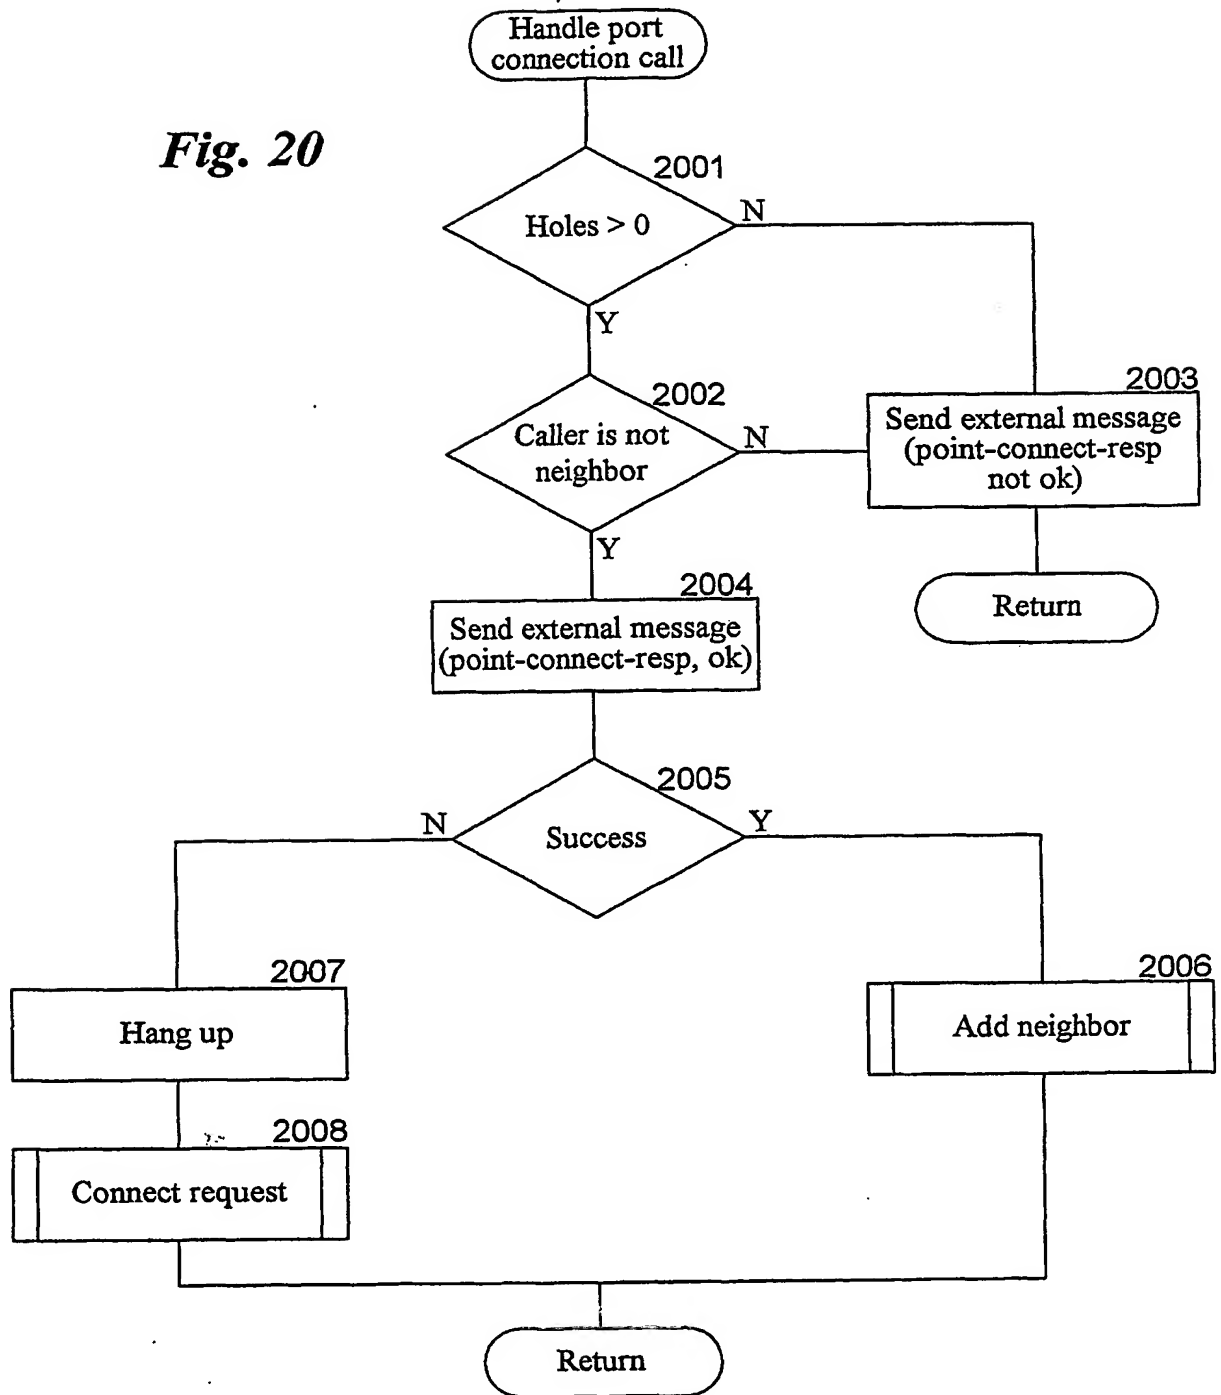 Handle port
connection call
Fig. 20
2001
Holes > 0
N
Y
2002
Caller is not
neighbor
N
Y
2003
Send external message
(point-connect-resp
not ok)
Return
2004
Send external message
(point-connect-resp, ok)
2005
Success
N
Y
2007
Hang up
2006
Add neighbor
2008
Connect request
Return